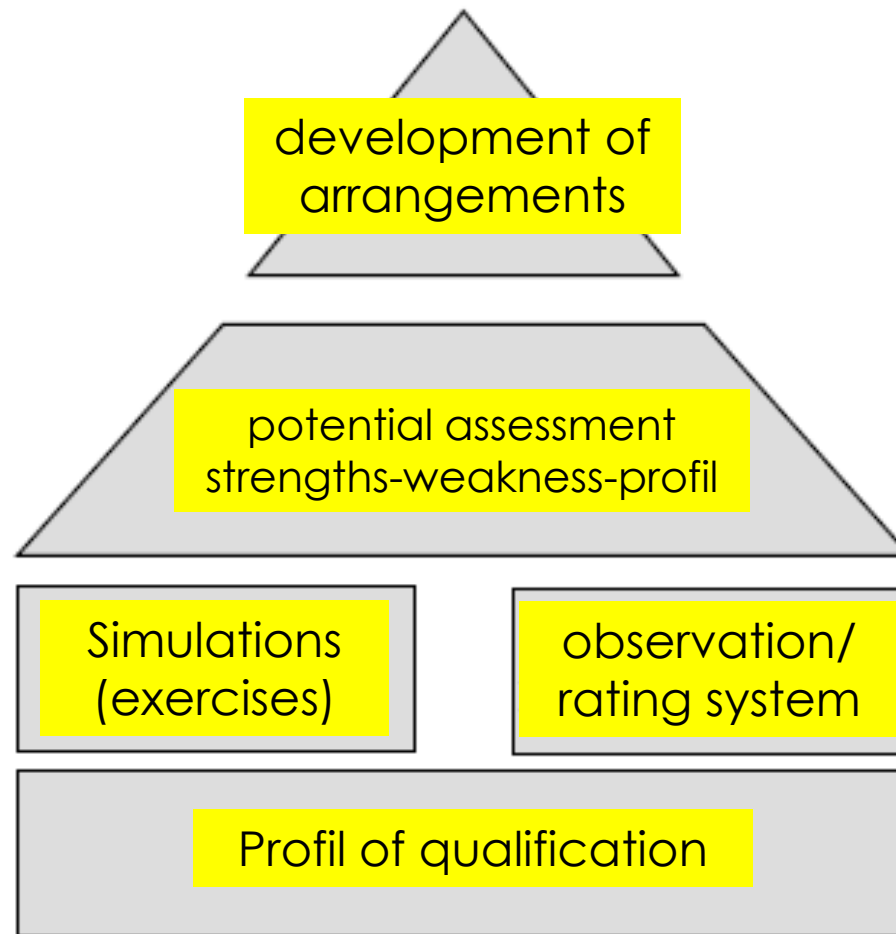 development of
arrangements
potential assessment
strengths-weakness-profil
Simulations
(exercises)
observation/
rating system
Profil of qualification